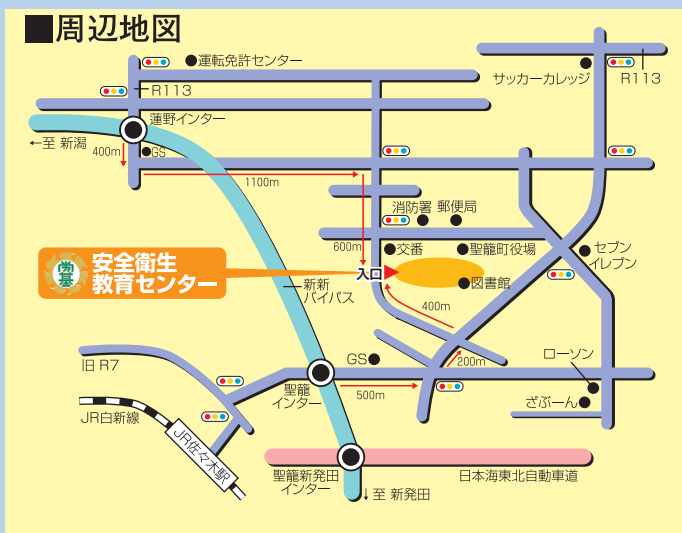 ■周辺地図
運転免許センター
サッカーカレッジ
R113
R113
蓮野インター
←至 新潟
400m
GS
1100m
消防署 郵便局
600m
交番
聖籠町役場
セブン
イレブン
労基
安全衛生
教育センター
入口
図書館
新新
バイパス
400m
旧 R7
GS
200m
ローソン
聖籠
インター
500m
ざぶーん
JR白新線
JR佐々木駅
聖籠新発田
インター
日本海東北自動車道
↓至 新発田